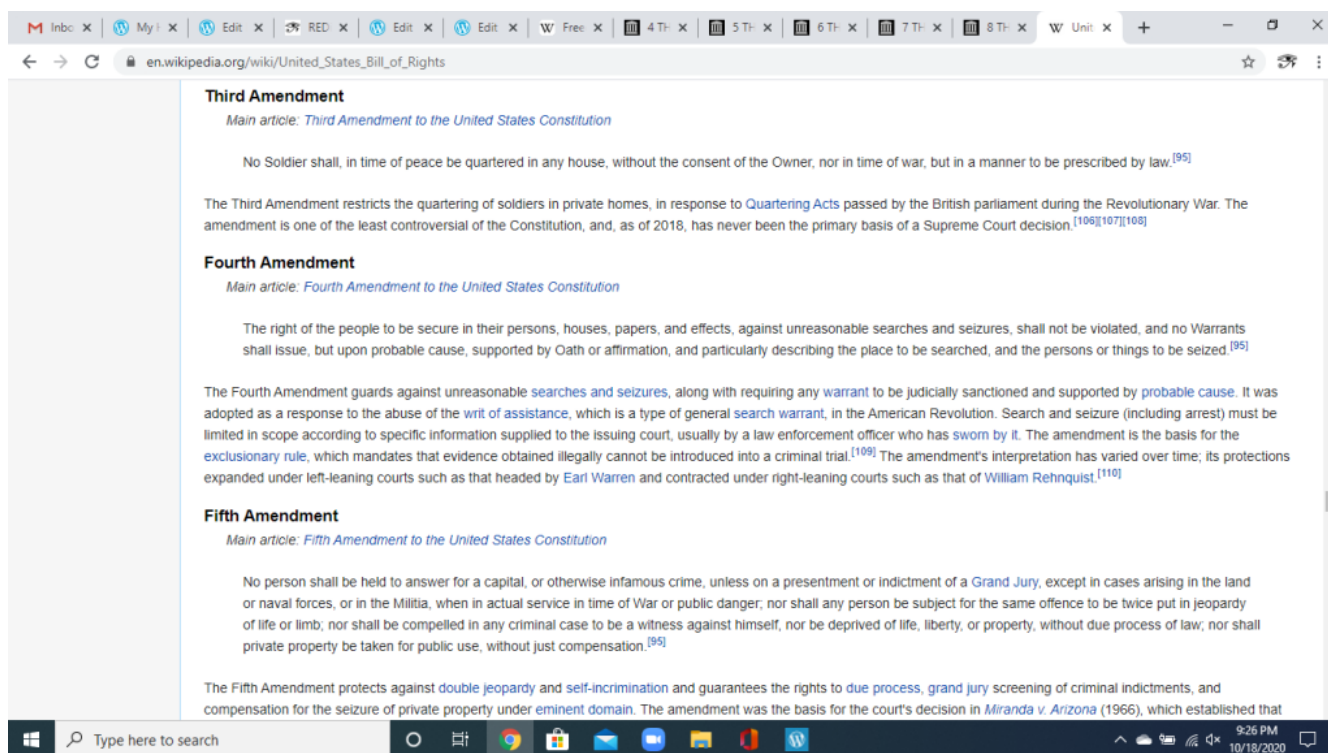 M Inbc
My H
Edit
RED
Edit
Edit
W Free
4 TH
5 TH
6 TH
7 TH
8 TH
W Unit
en.wikipedia.org/wiki/United_States_Bill_of_Rights
Third Amendment
Main article: Third Amendment to the United States Constitution
No Soldier shall, in time of peace be quartered in any house, without the consent of the Owner, nor in time of war, but in a manner to be prescribed by law.[95]
The Third Amendment restricts the quartering of soldiers in private homes, in response to Quartering Acts passed by the British parliament during the Revolutionary War. The
amendment is one of the least controversial of the Constitution, and, as of 2018, has never been the primary basis of a Supreme Court decision.[106][107][108]
Fourth Amendment
Main article: Fourth Amendment to the United States Constitution
The right of the people to be secure in their persons, houses, papers, and effects, against unreasonable searches and seizures, shall not be violated, and no Warrants
shall issue, but upon probable cause, supported by Oath or affirmation, and particularly describing the place to be searched, and the persons or things to be seized.[95]
The Fourth Amendment guards against unreasonable searches and seizures, along with requiring any warrant to be judicially sanctioned and supported by probable cause. It was
adopted as a response to the abuse of the writ of assistance, which is a type of general search warrant, in the American Revolution. Search and seizure (including arrest) must be
limited in scope according to specific information supplied to the issuing court, usually by a law enforcement officer who has sworn by it. The amendment is the basis for the
exclusionary rule, which mandates that evidence obtained illegally cannot be introduced into a criminal trial.[109] The amendment's interpretation has varied over time; its protections
expanded under left-leaning courts such as that headed by Earl Warren and contracted under right-leaning courts such as that of William Rehnquist.[110]
Fifth Amendment
Main article: Fifth Amendment to the United States Constitution
No person shall be held to answer for a capital, or otherwise infamous crime, unless on a presentment or indictment of a Grand Jury, except in cases arising in the land
or naval forces, or in the Militia, when in actual service in time of War or public danger; nor shall any person be subject for the same offence to be twice put in jeopardy
of life or limb; nor shall be compelled in any criminal case to be a witness against himself, nor be deprived of life, liberty, or property, without due process of law; nor shall
private property be taken for public use, without just compensation.[95]
The Fifth Amendment protects against double jeopardy and self-incrimination and guarantees the rights to due process, grand jury screening of criminal indictments, and
compensation for the seizure of private property under eminent domain. The amendment was the basis for the court's decision in Miranda v. Arizona (1966), which established that
Type here to search
9:26 PM
10/18/2020